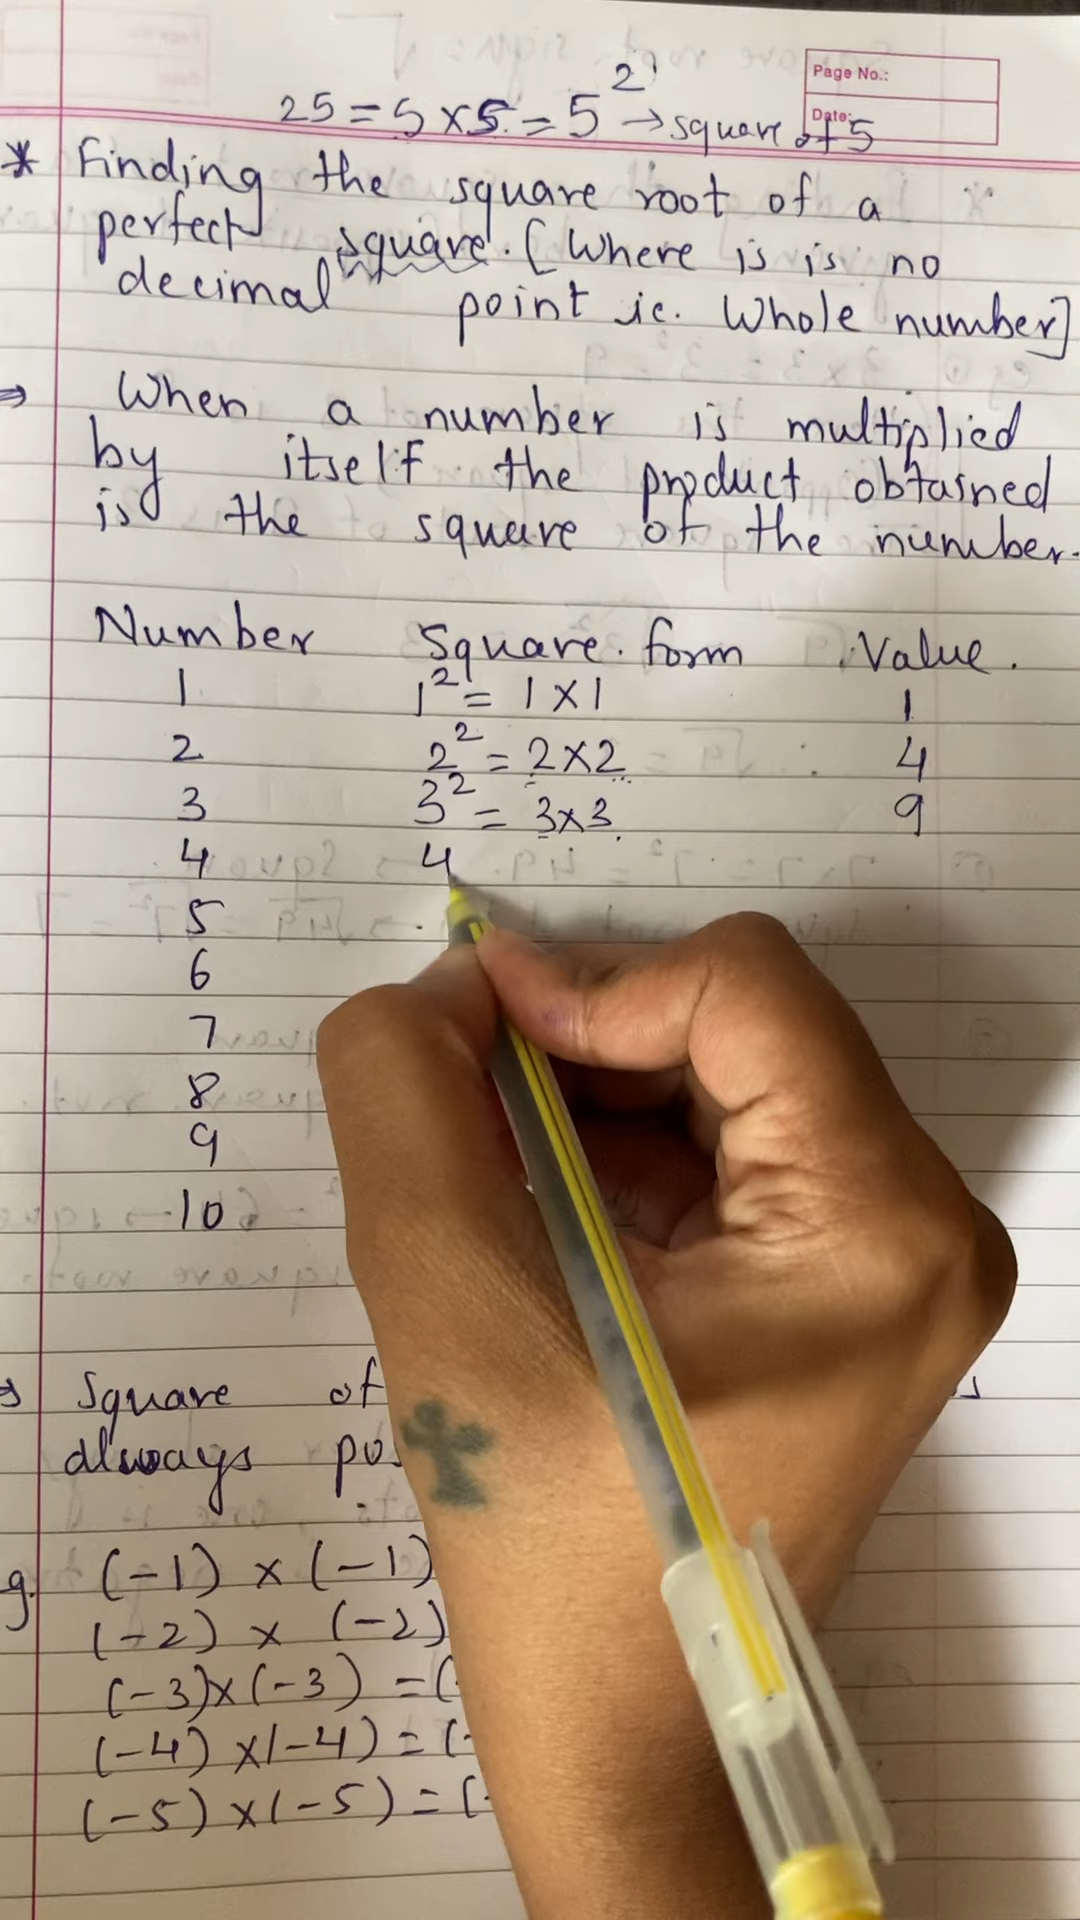 Page No.:
Date:
25 = 5 × 5 = 5² → square of 5
* Finding the square root of a
perfect square. [Where is is no
decimal point ie. Whole number]
⇒ When a number is multiplied
by itself the product obtained
is the square of the number.
Number Square form Value.
1 1² = 1 × 1 1
2 2² = 2 × 2 4
3 3² = 3 × 3 9
4 4
5
6
7
8
9
10
Square of
always
g. (-1) × (-1)
(-2) × (-2)
(-3) × (-3) = (
(-4) × (-4) = (-
(-5) × (-5) = (-